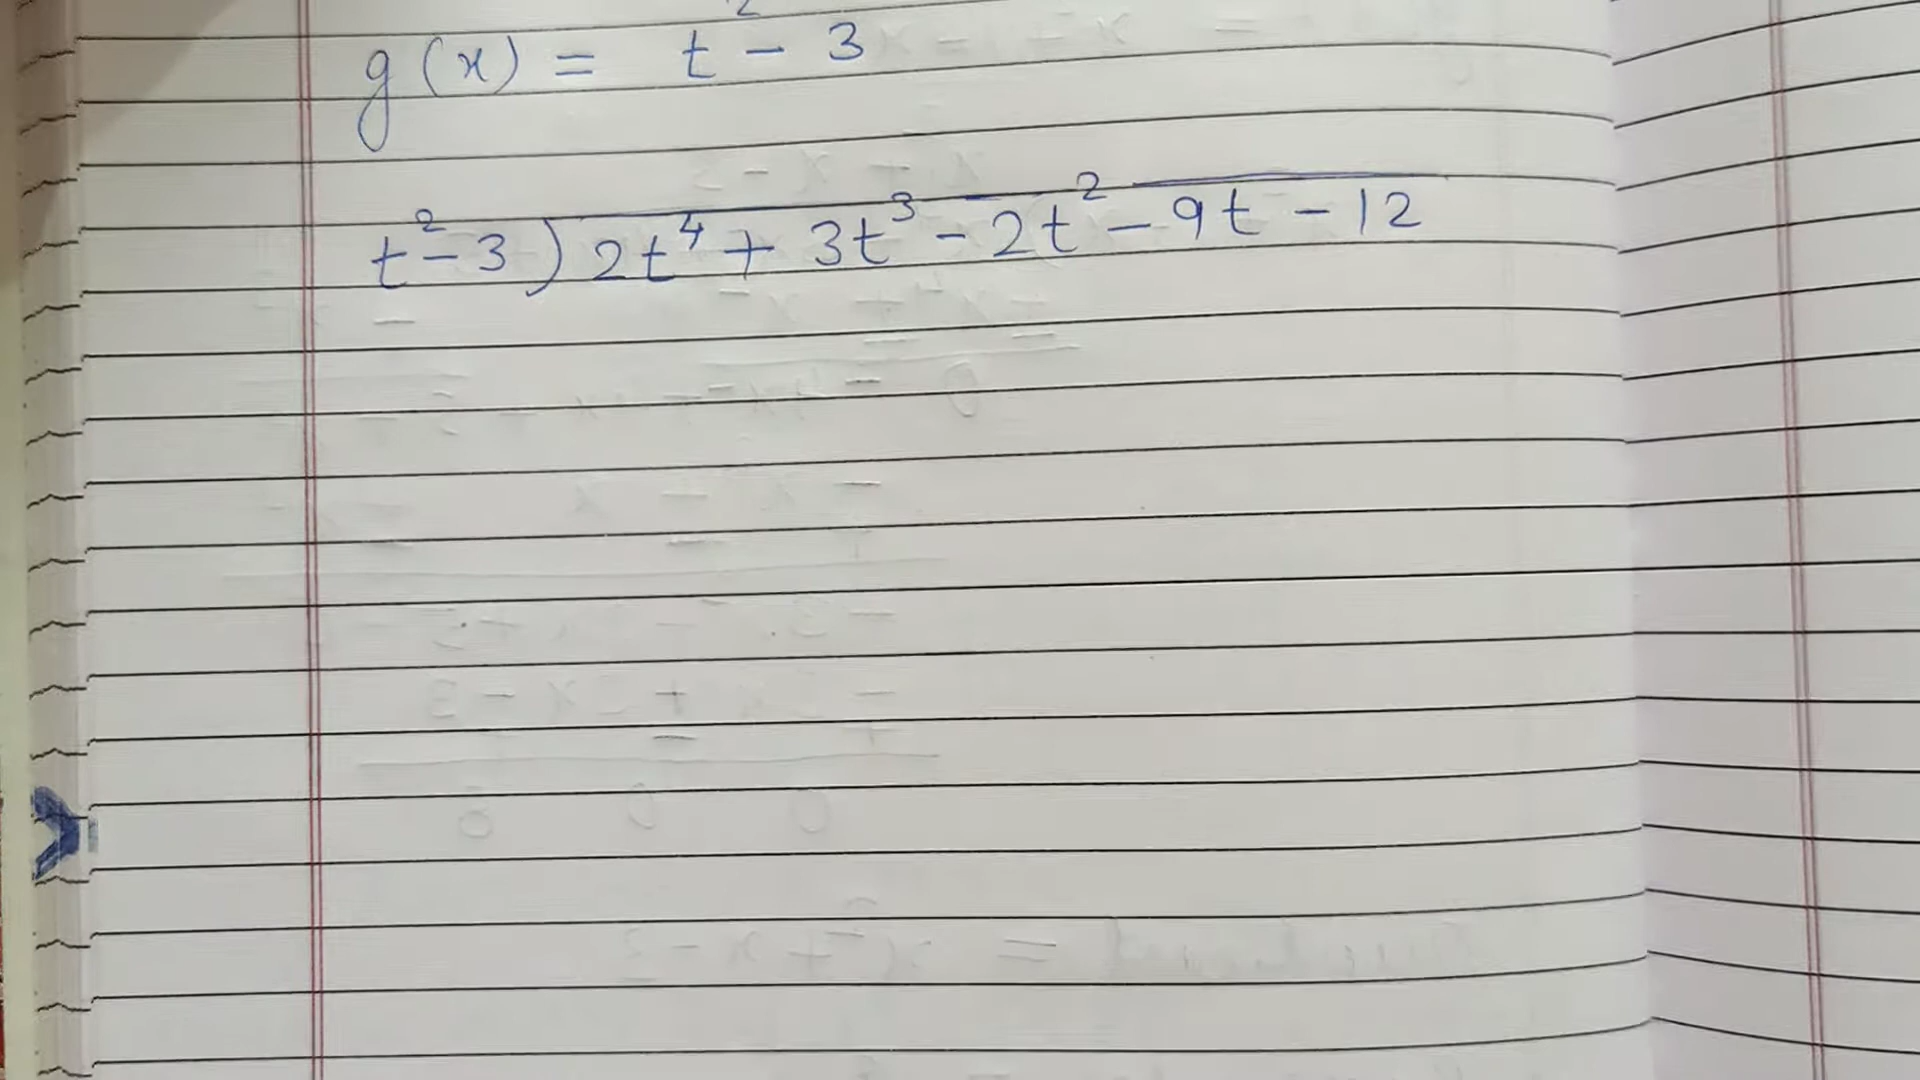 g(x) = t² - 3
t² - 3 ) 2t⁴ + 3t³ - 2t² - 9t - 12